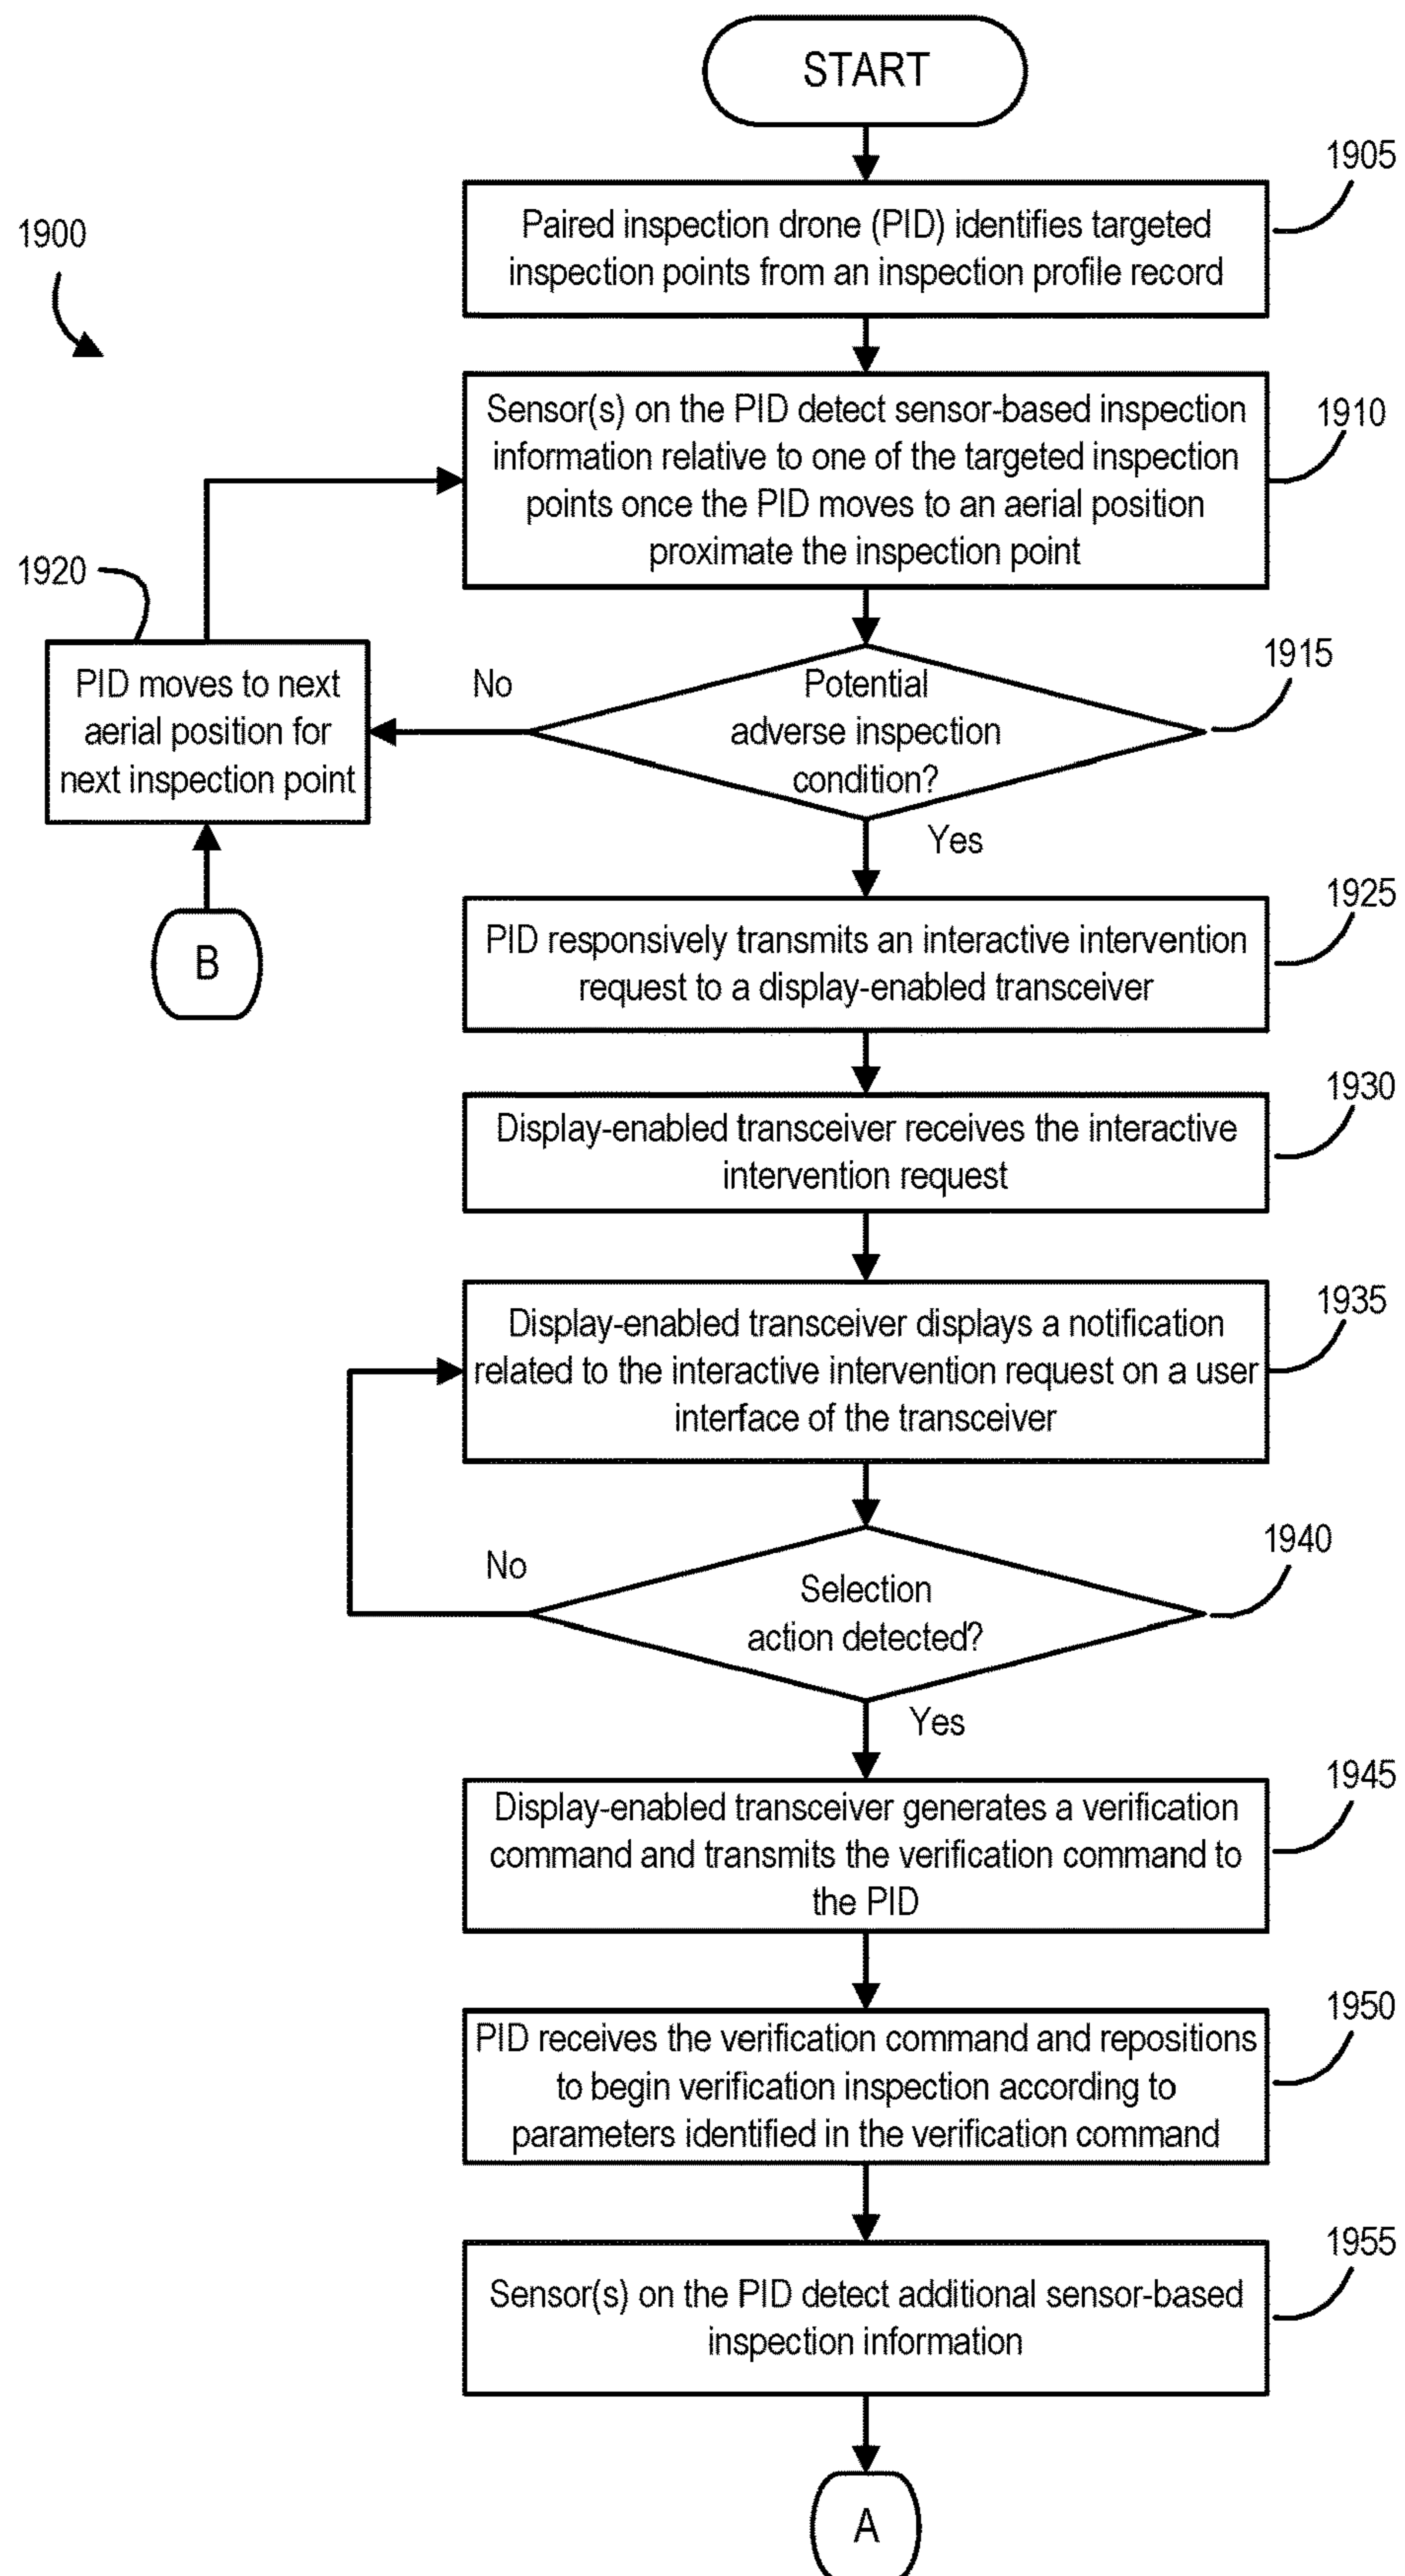 START
1905
Paired inspection drone (PID) identifies targeted
inspection points from an inspection profile record
1900
Sensor(s) on the PID detect sensor-based inspection
information relative to one of the targeted inspection
points once the PID moves to an aerial position
proximate the inspection point
1910
1920
PID moves to next
aerial position for
next inspection point
No
Potential
adverse inspection
condition?
1915
Yes
B
1925
PID responsively transmits an interactive intervention
request to a display-enabled transceiver
1930
Display-enabled transceiver receives the interactive
intervention request
1935
Display-enabled transceiver displays a notification
related to the interactive intervention request on a user
interface of the transceiver
No
Selection
action detected?
1940
Yes
1945
Display-enabled transceiver generates a verification
command and transmits the verification command to
the PID
1950
PID receives the verification command and repositions
to begin verification inspection according to
parameters identified in the verification command
1955
Sensor(s) on the PID detect additional sensor-based
inspection information
A